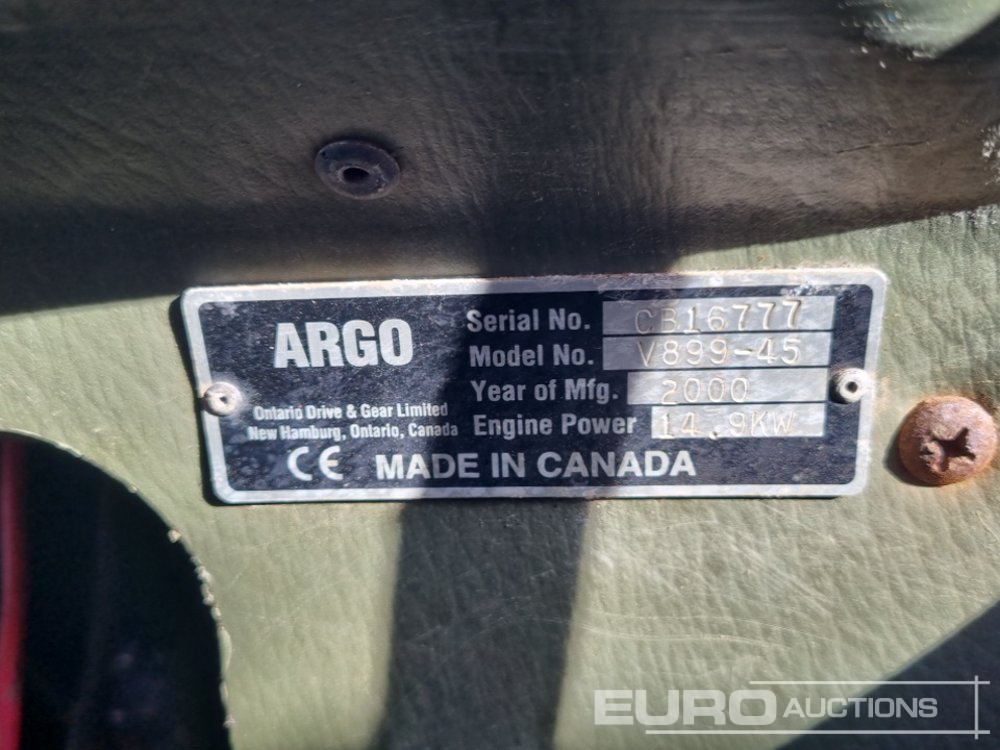 ARGO
Ontario Drive & Gear Limited
New Hamburg, Ontario, Canada
Serial No. CB16777
Model No. V899-45
Year of Mfg. 2000
Engine Power 14.9KW
CE MADE IN CANADA
EURO AUCTIONS